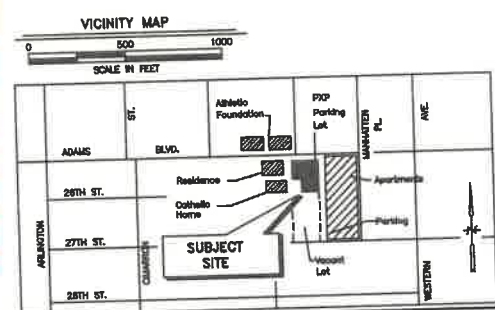 VICINITY MAP
0 500 1000
SCALE IN FEET
Athletic
Foundation
PXP
Parking
Lot
ST.
MANHATTEN
PL.
AVE.
ADAMS BLVD.
Residence
Apartments
26TH ST.
Catholic
Home
ARLINGTON
27TH ST.
CIMARRON
SUBJECT
SITE
Parking
Vacant
Lot
WESTERN
28TH ST.